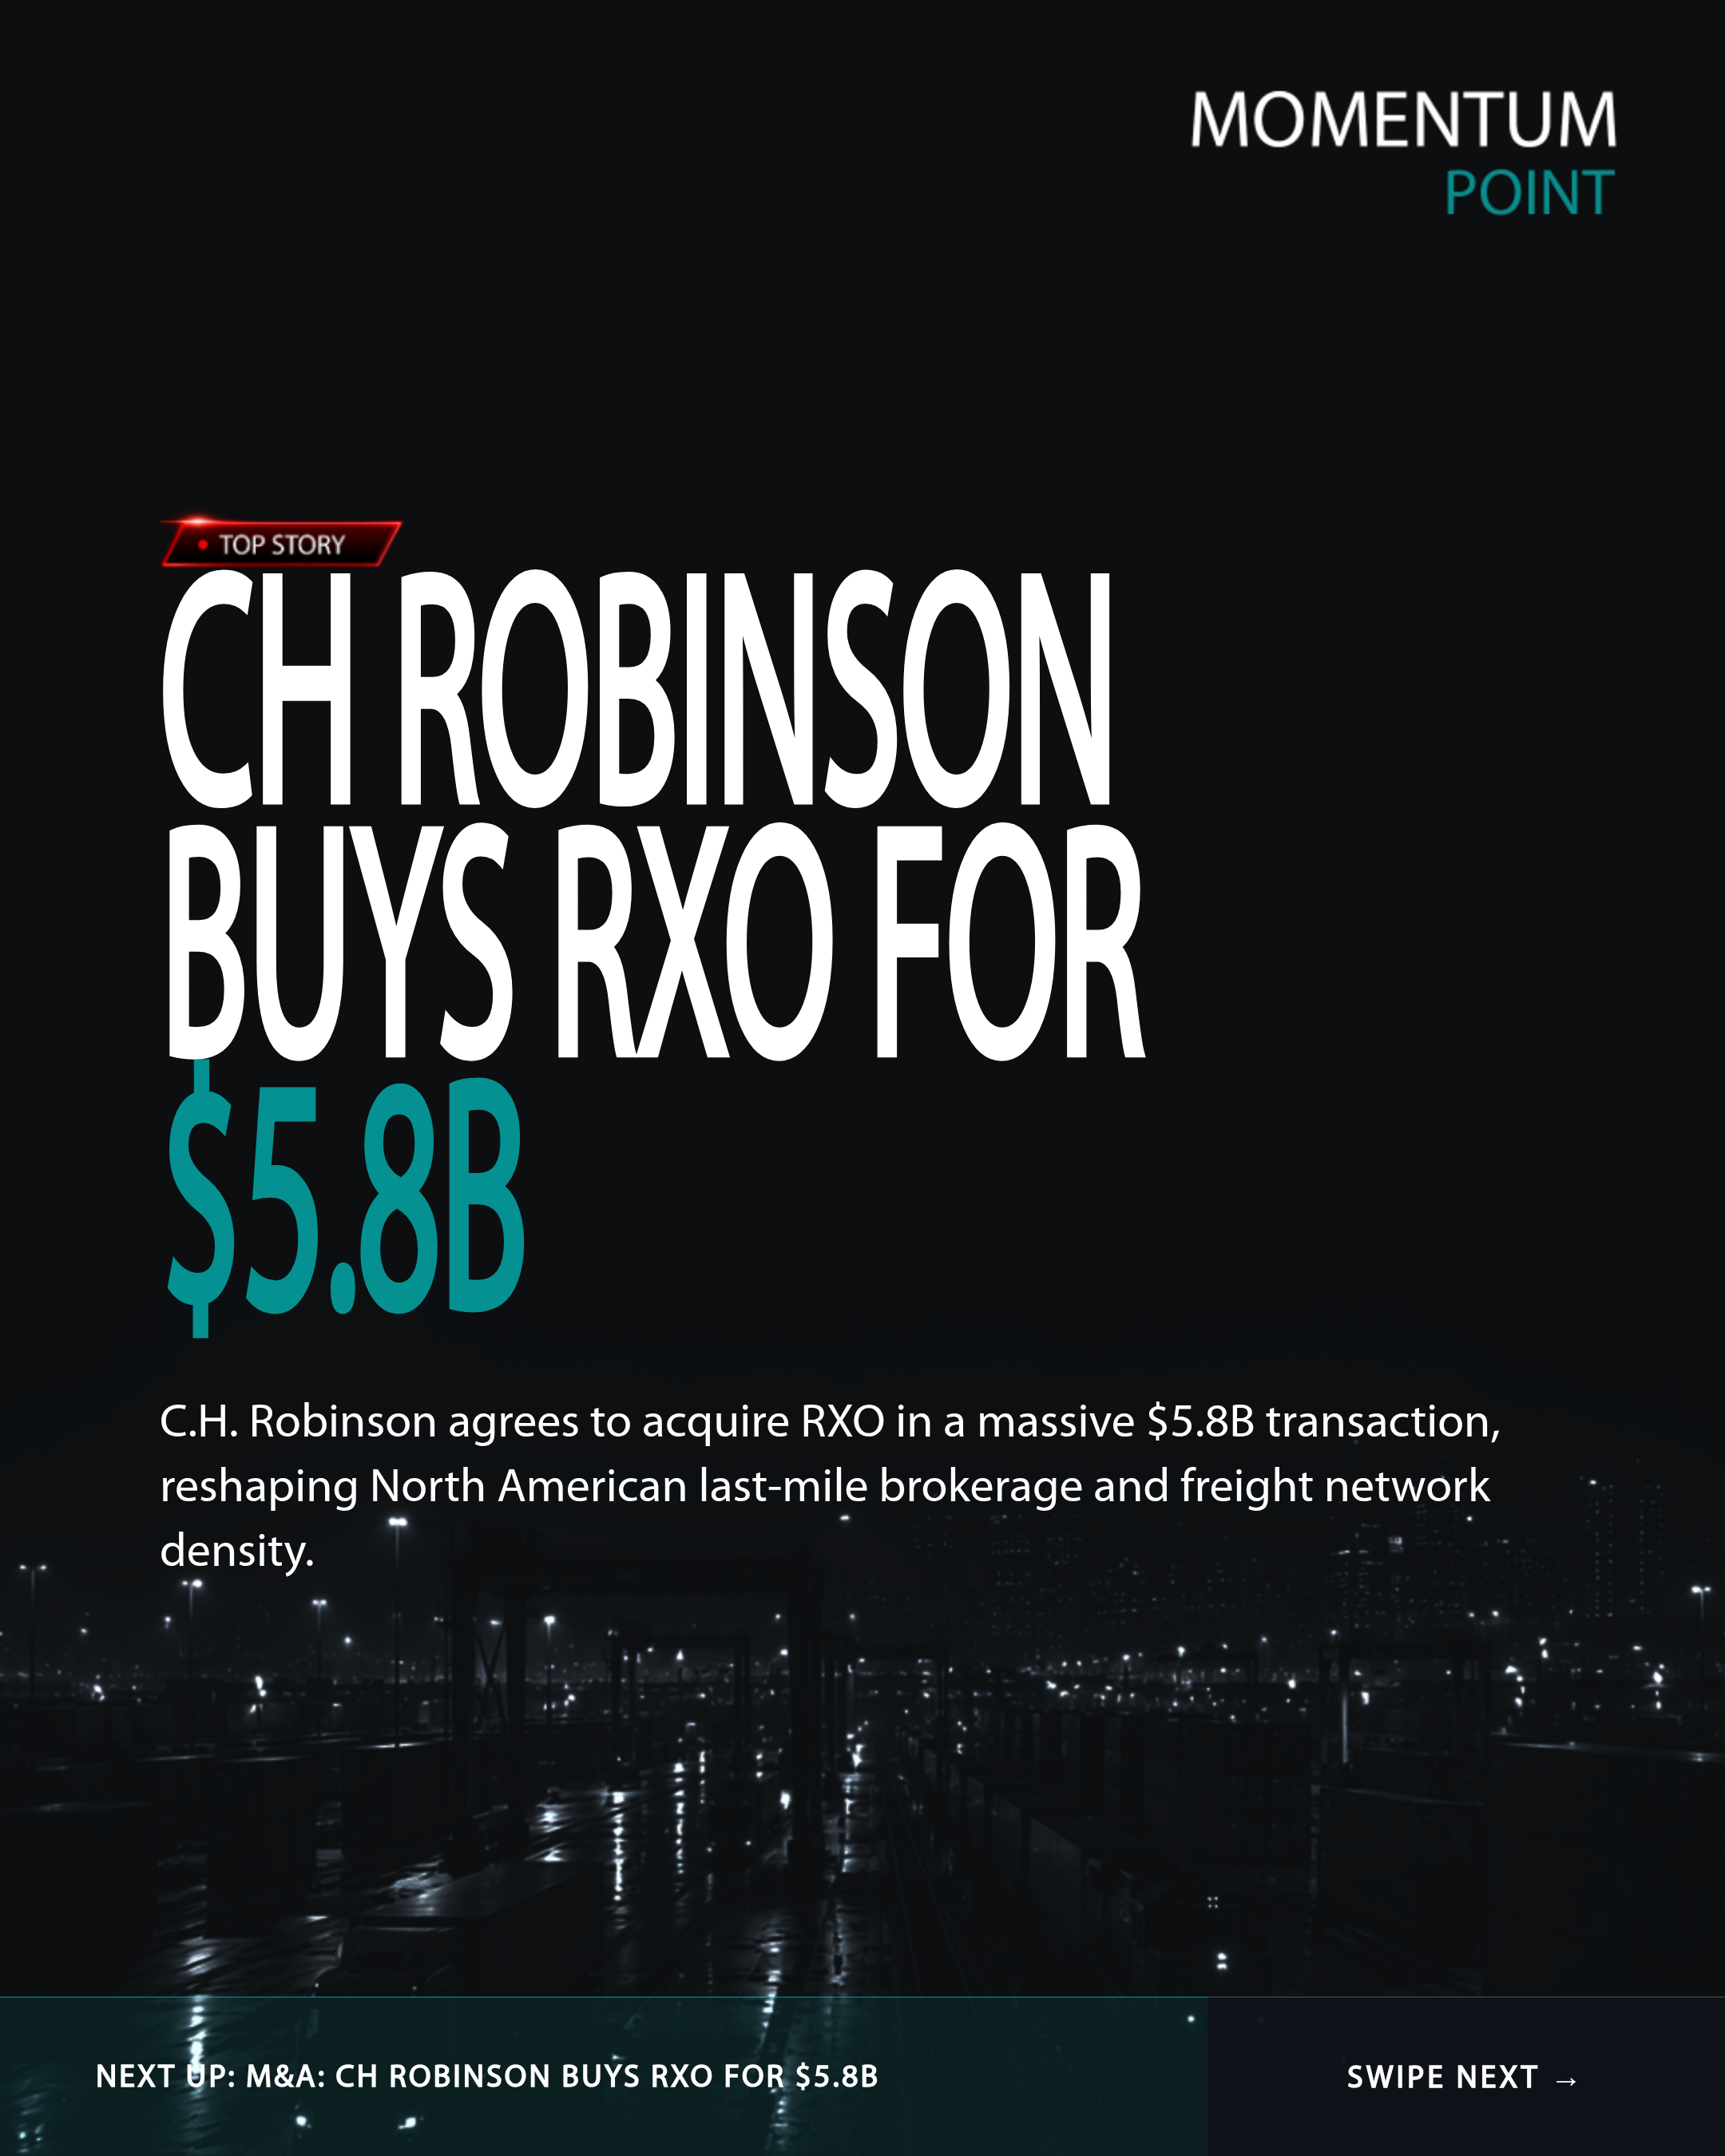 MOMENTUM
POINT
TOP STORY
CH ROBINSON
BUYS RXO FOR
$5.8B
C.H. Robinson agrees to acquire RXO in a massive $5.8B transaction,
reshaping North American last-mile brokerage and freight network
density.
NEXT UP: M&A: CH ROBINSON BUYS RXO FOR $5.8B
SWIPE NEXT →